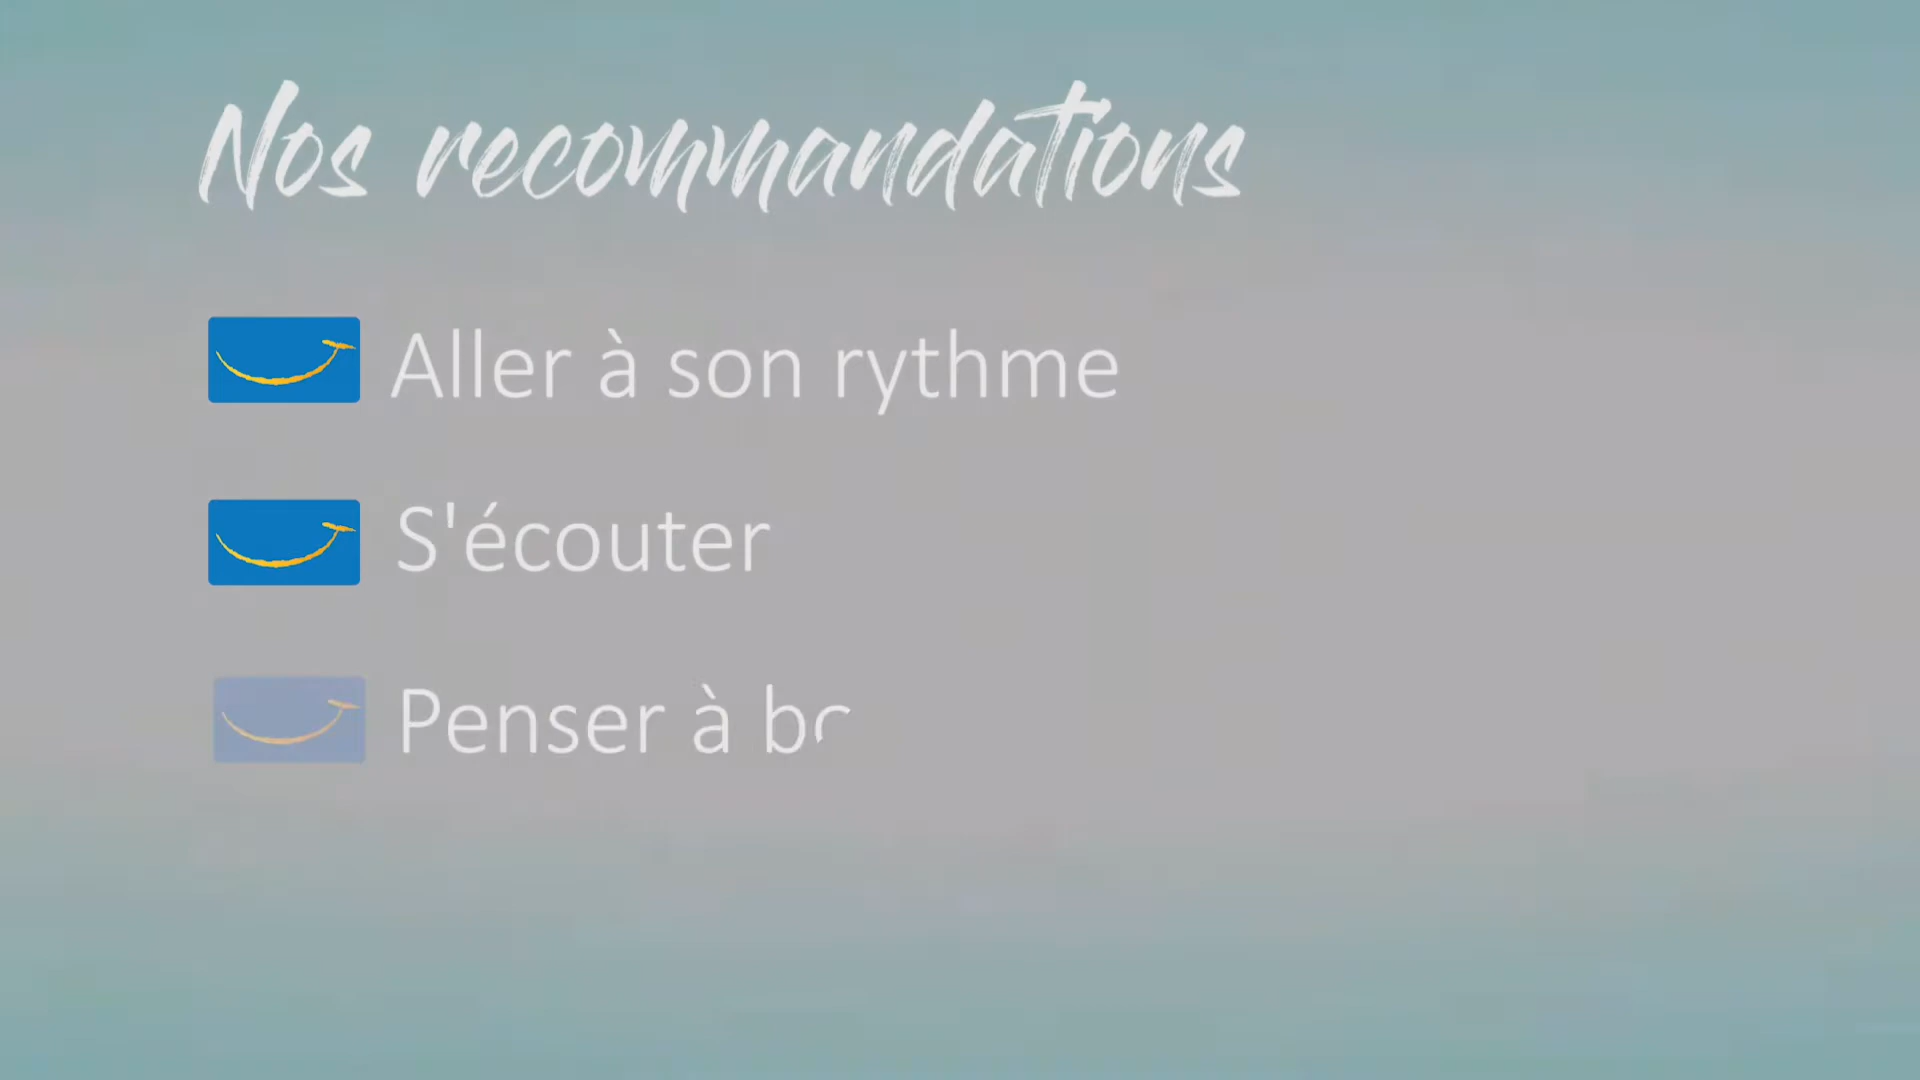 Nos recommandations
Aller à son rythme
S'écouter
Penser à